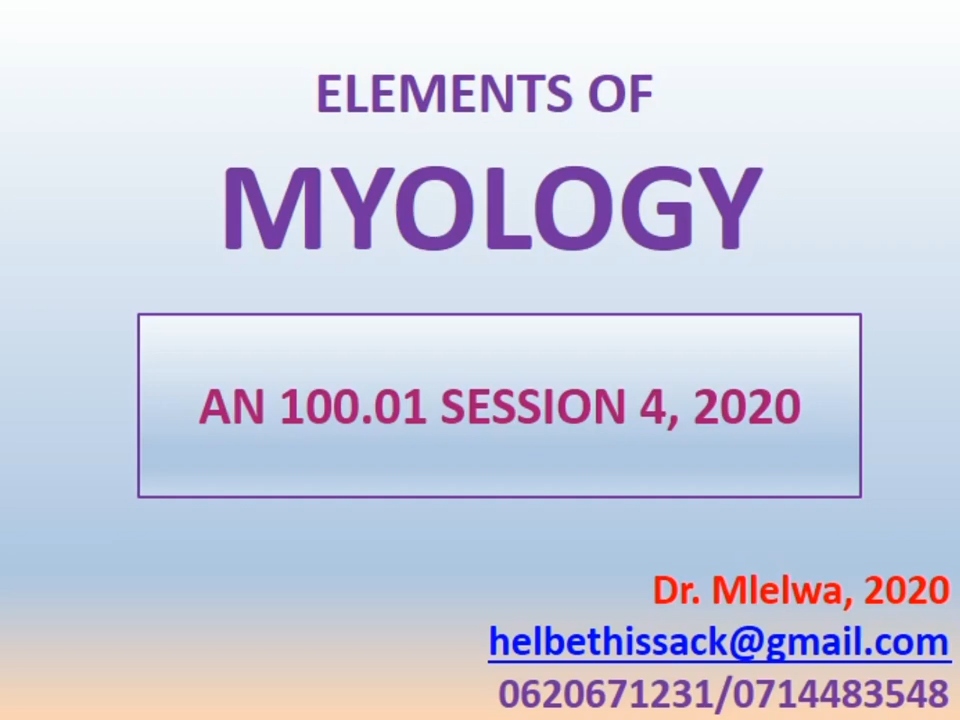 ELEMENTS OF
MYOLOGY
AN 100.01 SESSION 4, 2020
Dr. Mlelwa, 2020
helbethissack@gmail.com
0620671231/0714483548